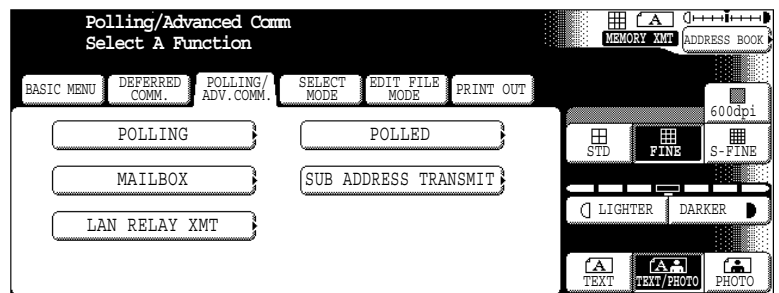 Polling/Advanced Comm
Select A Function
MEMORY XMT
A
ADDRESS BOOK
BASIC MENU
DEFERRED
COMM.
POLLING/
ADV.COMM.
SELECT
MODE
EDIT FILE
MODE
PRINT OUT
POLLING
POLLED
MAILBOX
SUB ADDRESS TRANSMIT
LAN RELAY XMT
600dpi
STD
FINE
S-FINE
LIGHTER
DARKER
A
TEXT
A
TEXT/PHOTO
A
PHOTO